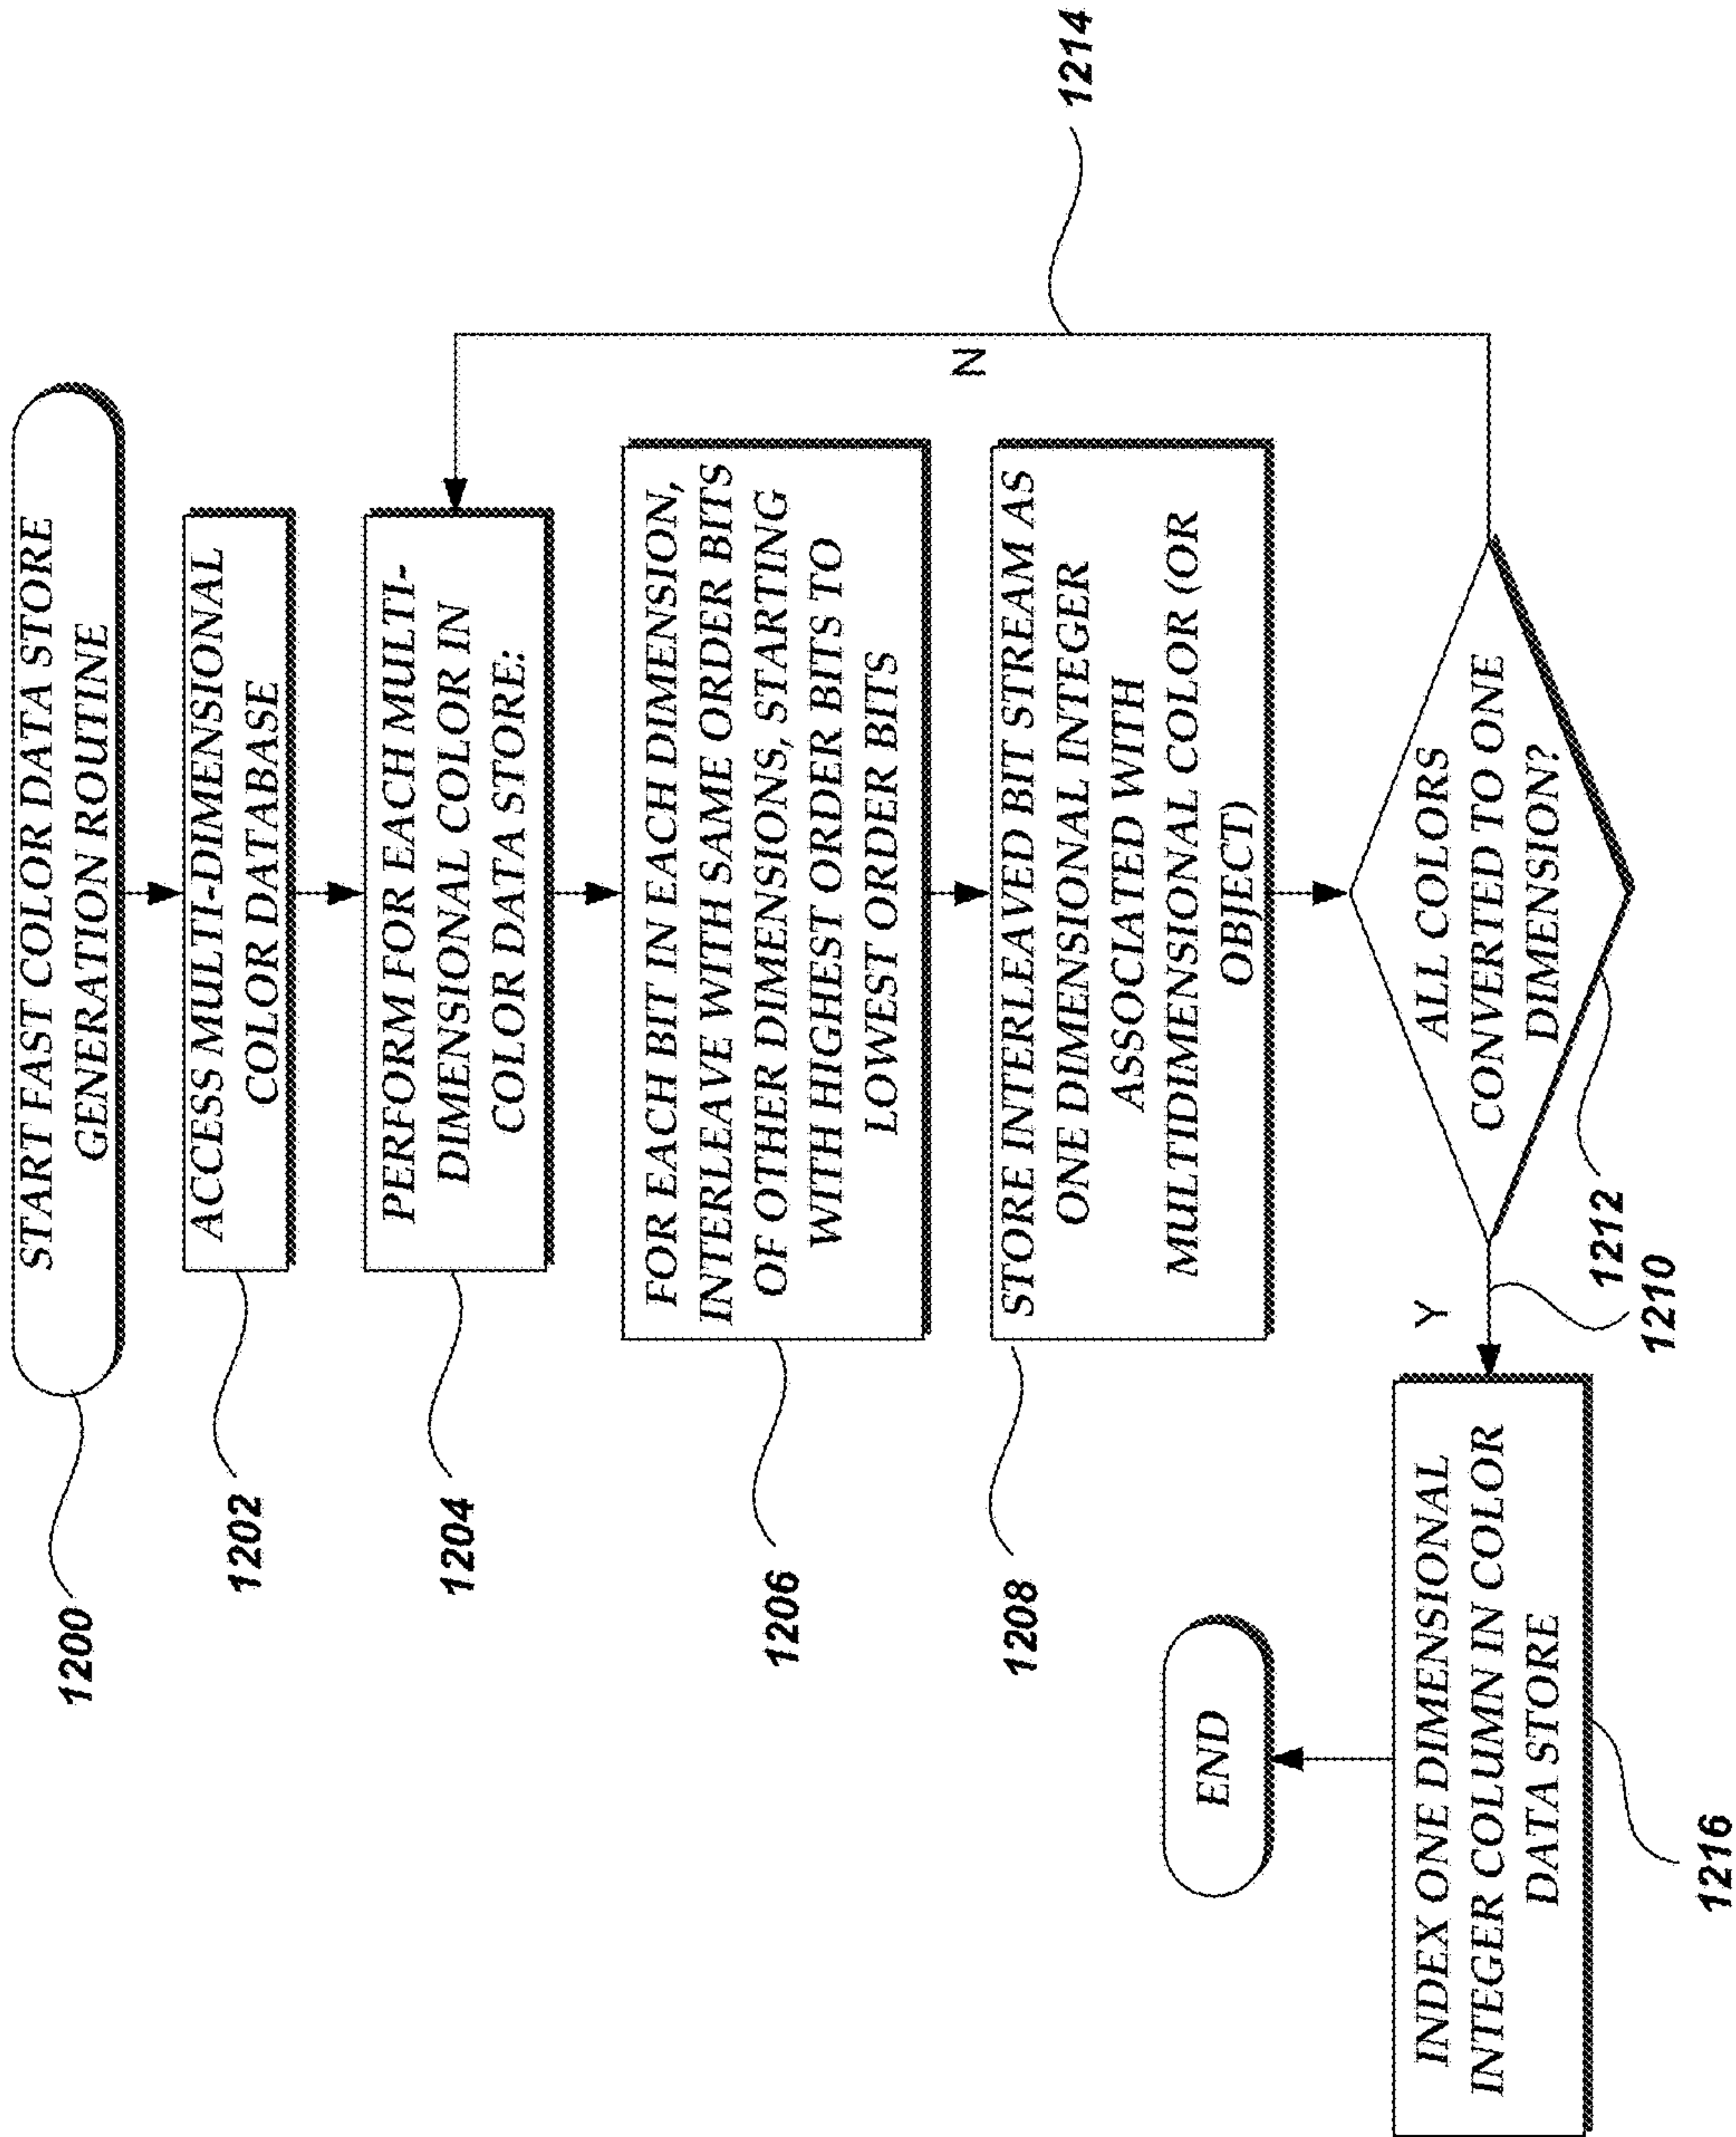 START FAST COLOR DATA STORE
GENERATION ROUTINE
1200
ACCESS MULTI-DIMENSIONAL
COLOR DATABASE
1202
PERFORM FOR EACH MULTI-
DIMENSIONAL COLOR IN
COLOR DATA STORE:
1204
FOR EACH BIT IN EACH DIMENSION,
INTERLEAVE WITH SAME ORDER BITS
OF OTHER DIMENSIONS, STARTING
WITH HIGHEST ORDER BITS TO
LOWEST ORDER BITS
1206
STORE INTERLEAVED BIT STREAM AS
ONE DIMENSIONAL INTEGER
ASSOCIATED WITH
MULTIDIMENSIONAL COLOR (OR
OBJECT)
1208
ALL COLORS
CONVERTED TO ONE
DIMENSION?
1212
N
1214
Y
1210
INDEX ONE DIMENSIONAL
INTEGER COLUMN IN COLOR
DATA STORE
1216
END